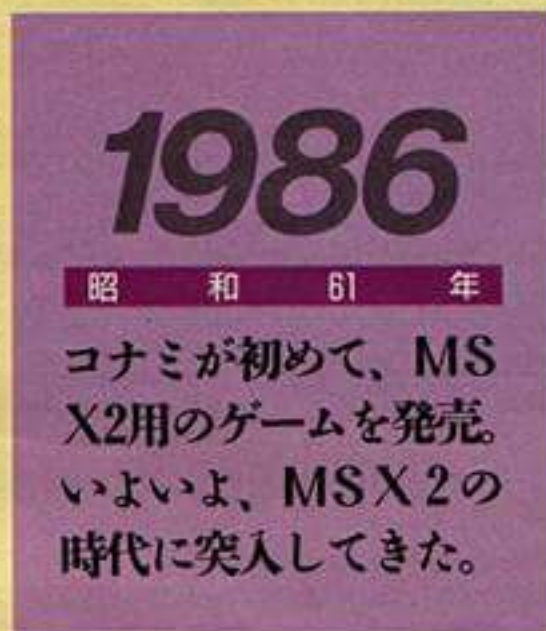 1986
昭和61年
コナミが初めて、MS
X2用のゲームを発売。
いよいよ、MSX2の
時代に突入してきた。